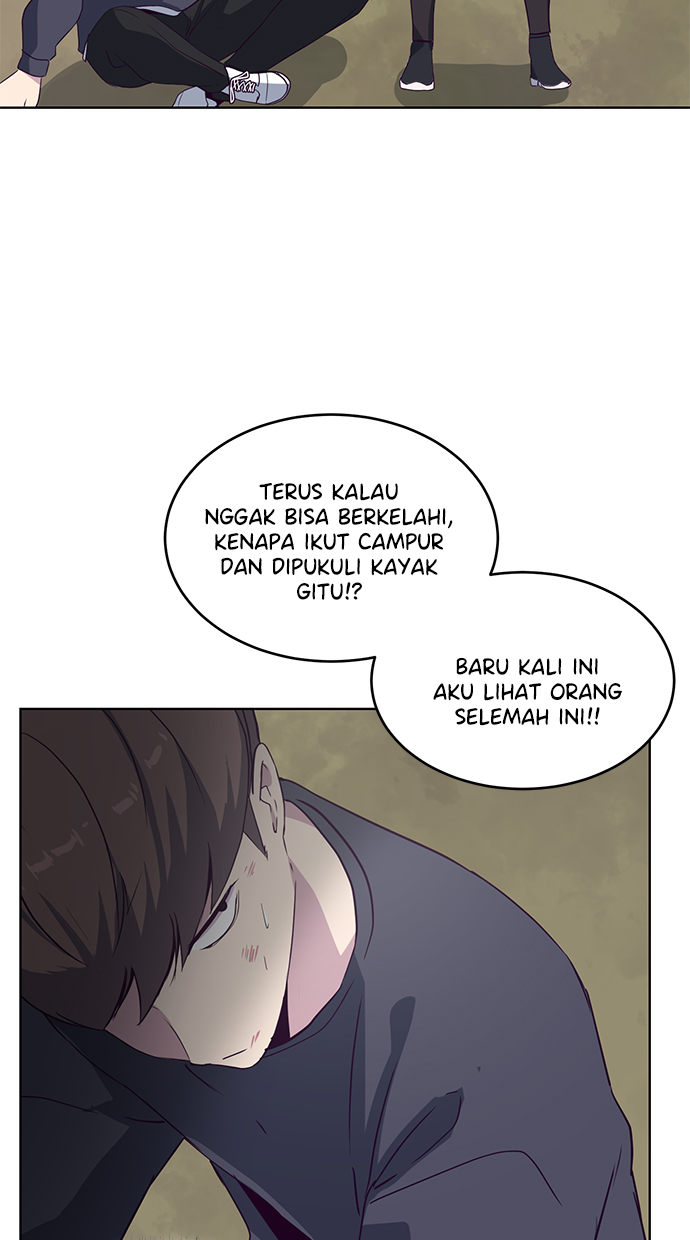 TERUS KALAU
NGGAK BISA BERKELAHI,
KENAPA IKUT CAMPUR
DAN DIPUKULI KAYAK
GITU!?
BARU KALI INI
AKU LIHAT ORANG
SELEMAH INI!!